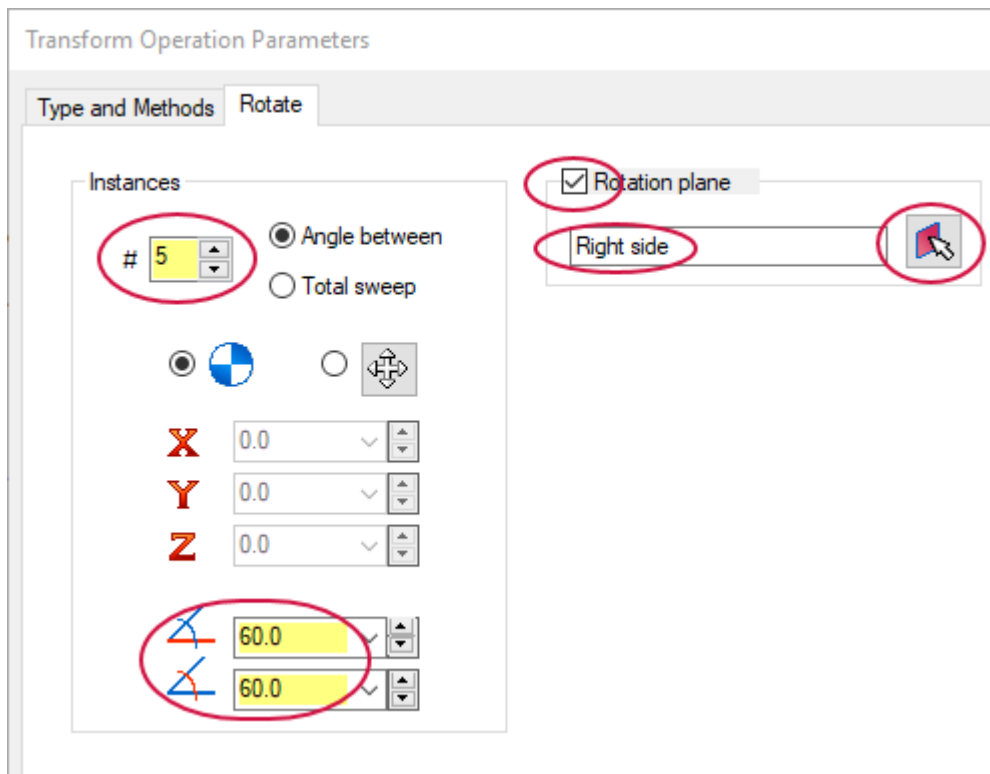 Transform Operation Parameters
Type and Methods
Rotate
Instances
# 5
Angle between
Total sweep
X 0.0
Y 0.0
Z 0.0
60.0
60.0
Rotation plane
Right side